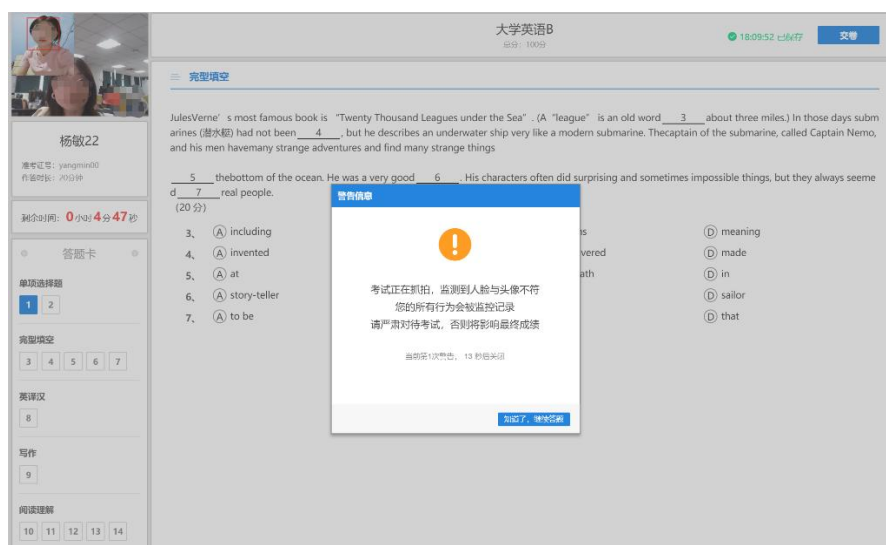 大学英语B
总分：100分
18:09:52 已保存
交卷
杨敏22
准考证号：yangmin00
作答时长：20分钟
剩余时间：0小时4分47秒
答题卡
单项选择题
1 2
完型填空
3 4 5 6 7
英译汉
8
写作
9
阅读理解
10 11 12 13 14
完型填空
JulesVerne' s most famous book is “Twenty Thousand Leagues under the Sea” . (A “league” is an old word 3 about three miles.) In those days subm
arines (潜水艇) had not been 4 , but he describes an underwater ship very like a modern submarine. Thecaptain of the submarine, called Captain Nemo,
and his men havemany strange adventures and find many strange things
5 thebottom of the ocean. He was a very good 6 . His characters often did surprising and sometimes impossible things, but they always seeme
d 7 real people.
(20 分)
3、 A including D meaning
4、 A invented vered D made
5、 A at ath D in
6、 A story-teller D sailor
7、 A to be D that
警告信息
考试正在抓拍，监测到人脸与头像不符
您的所有行为会被监控记录
请严肃对待考试，否则将影响最终成绩
当前第1次警告， 13 秒后关闭
知道了，继续答题